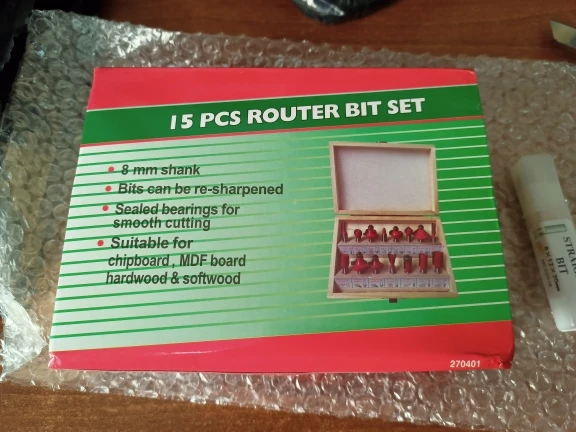 15 PCS ROUTER BIT SET
8 mm shank
Bits can be re-sharpened
Sealed bearings for
smooth cutting
Suitable for
chipboard , MDF board
hardwood & softwood
270401
BIT